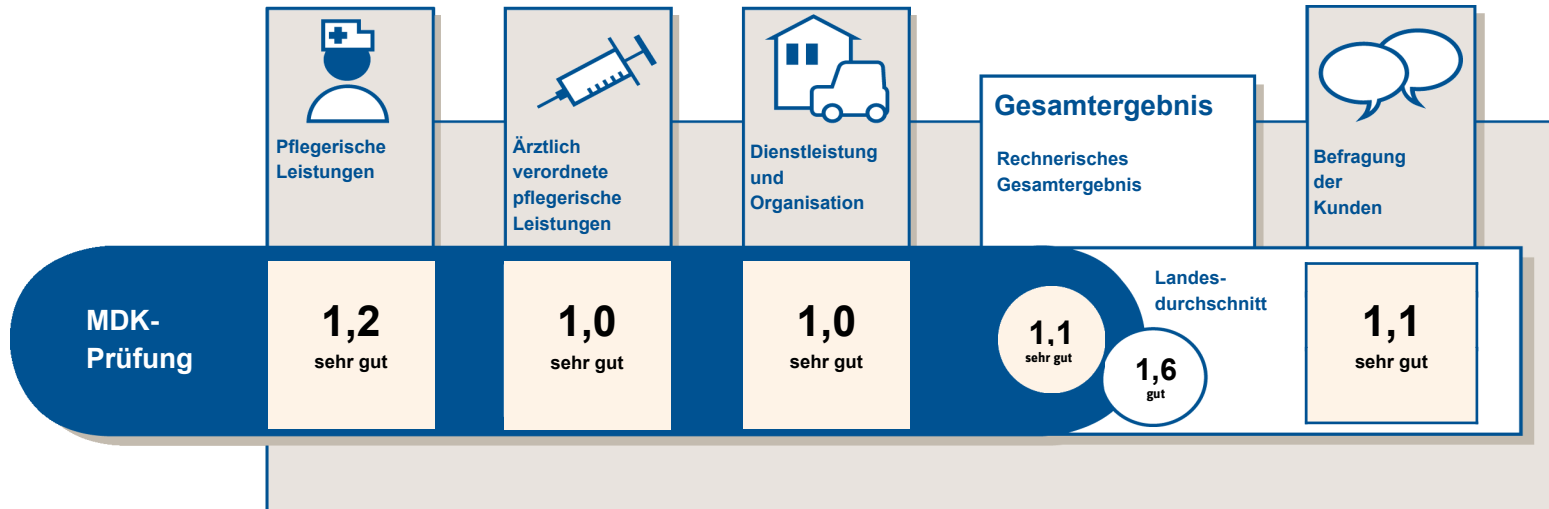 Pflegerische
Leistungen
Ärztlich
verordnete
pflegerische
Leistungen
Dienstleistung
und
Organisation
Gesamtergebnis
Rechnerisches
Gesamtergebnis
Befragung
der
Kunden
MDK-
Prüfung
1,2
sehr gut
1,0
sehr gut
1,0
sehr gut
1,1
sehr gut
Landes-
durchschnitt
1,6
gut
1,1
sehr gut